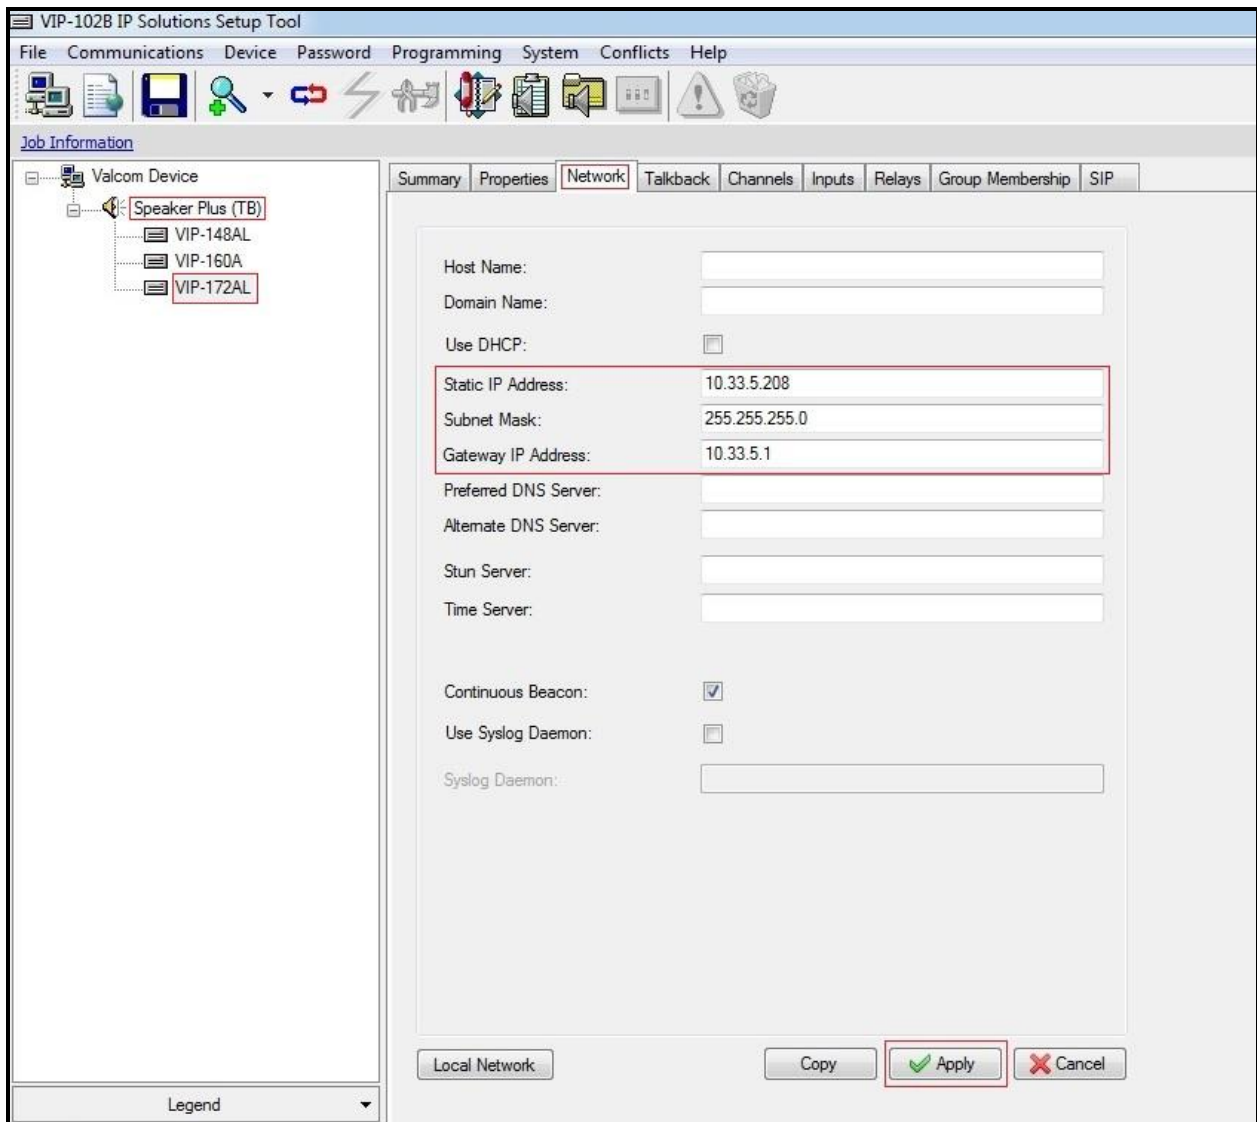 VIP-102B IP Solutions Setup Tool
File Communications Device Password Programming System Conflicts Help
Job Information
Valcom Device
Speaker Plus (TB)
VIP-148AL
VIP-160A
VIP-172AL
Legend
Summary Properties Network Talkback Channels Inputs Relays Group Membership SIP
Host Name:
Domain Name:
Use DHCP:
Static IP Address: 10.33.5.208
Subnet Mask: 255.255.255.0
Gateway IP Address: 10.33.5.1
Preferred DNS Server:
Alternate DNS Server:
Stun Server:
Time Server:
Continuous Beacon:
Use Syslog Daemon:
Syslog Daemon:
Local Network Copy Apply Cancel